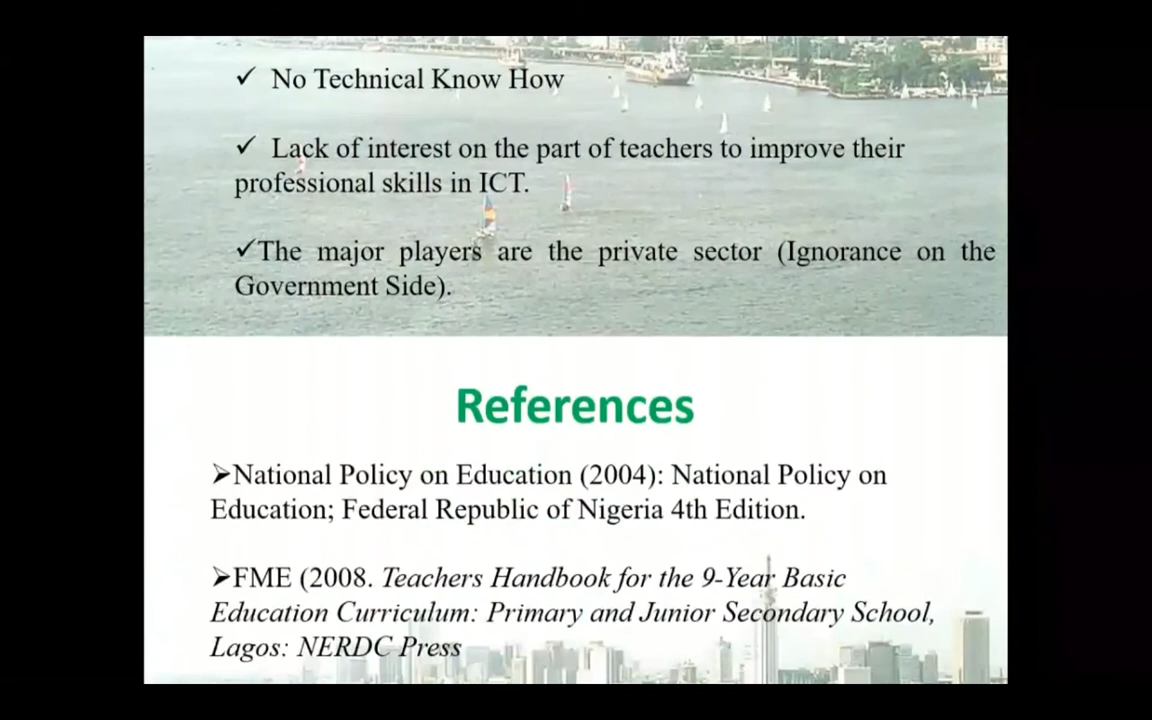 ✓ No Technical Know How
✓ Lack of interest on the part of teachers to improve their
professional skills in ICT.
✓The major players are the private sector (Ignorance on the
Government Side).
References
➢National Policy on Education (2004): National Policy on
Education; Federal Republic of Nigeria 4th Edition.
➢FME (2008. Teachers Handbook for the 9-Year Basic
Education Curriculum: Primary and Junior Secondary School,
Lagos: NERDC Press